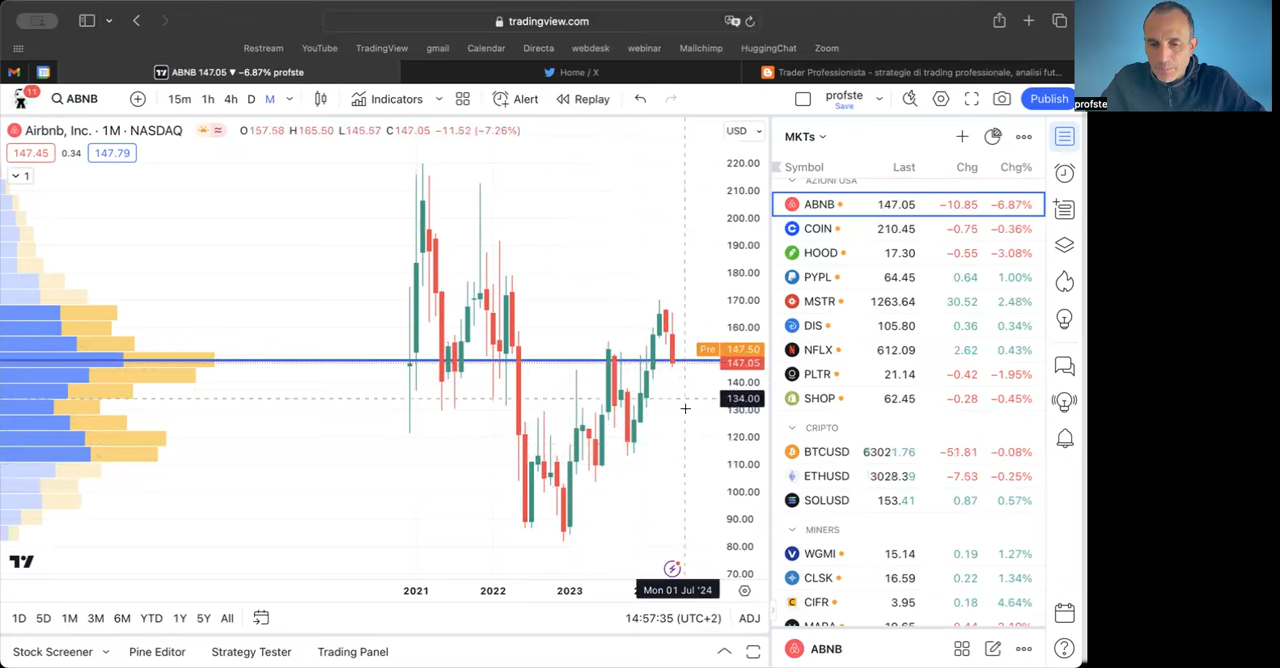 tradingview.com
Restream YouTube TradingView gmail Calendar Directa webdesk webinar Mailchimp HuggingChat Zoom
ABNB 147.05 ▼ −6.87% profste
Home / X
Trader Professionista - strategie di trading professionale, analisi fut...
profste
11
ABNB 15m 1h 4h D M Indicators Alert Replay profste Save Publish
Airbnb, Inc. · 1M · NASDAQ O157.58 H165.50 L145.57 C147.05 −11.52 (−7.26%) USD
147.45 0.34 147.79
1
220.00
210.00
200.00
190.00
180.00
170.00
160.00
Pre 147.50
147.05
140.00
134.00
130.00
120.00
110.00
100.00
90.00
80.00
70.00
2021 2022 2023 2
Mon 01 Jul '24
1D 5D 1M 3M 6M YTD 1Y 5Y All 14:57:35 (UTC+2) ADJ
Stock Screener Pine Editor Strategy Tester Trading Panel
MKTs
Symbol Last Chg Chg%
AZIONI USA
ABNB 147.05 −10.85 −6.87%
COIN 210.45 −0.75 −0.36%
HOOD 17.30 −0.55 −3.08%
PYPL 64.45 0.64 1.00%
MSTR 1263.64 30.52 2.48%
DIS 105.80 0.36 0.34%
NFLX 612.09 2.62 0.43%
PLTR 21.14 −0.42 −1.95%
SHOP 62.45 −0.28 −0.45%
CRIPTO
BTCUSD 63021.76 −51.81 −0.08%
ETHUSD 3028.39 −7.63 −0.25%
SOLUSD 153.41 0.87 0.57%
MINERS
WGMI 15.14 0.19 1.27%
CLSK 16.59 0.22 1.34%
CIFR 3.95 0.18 4.64%
MARA
ABNB